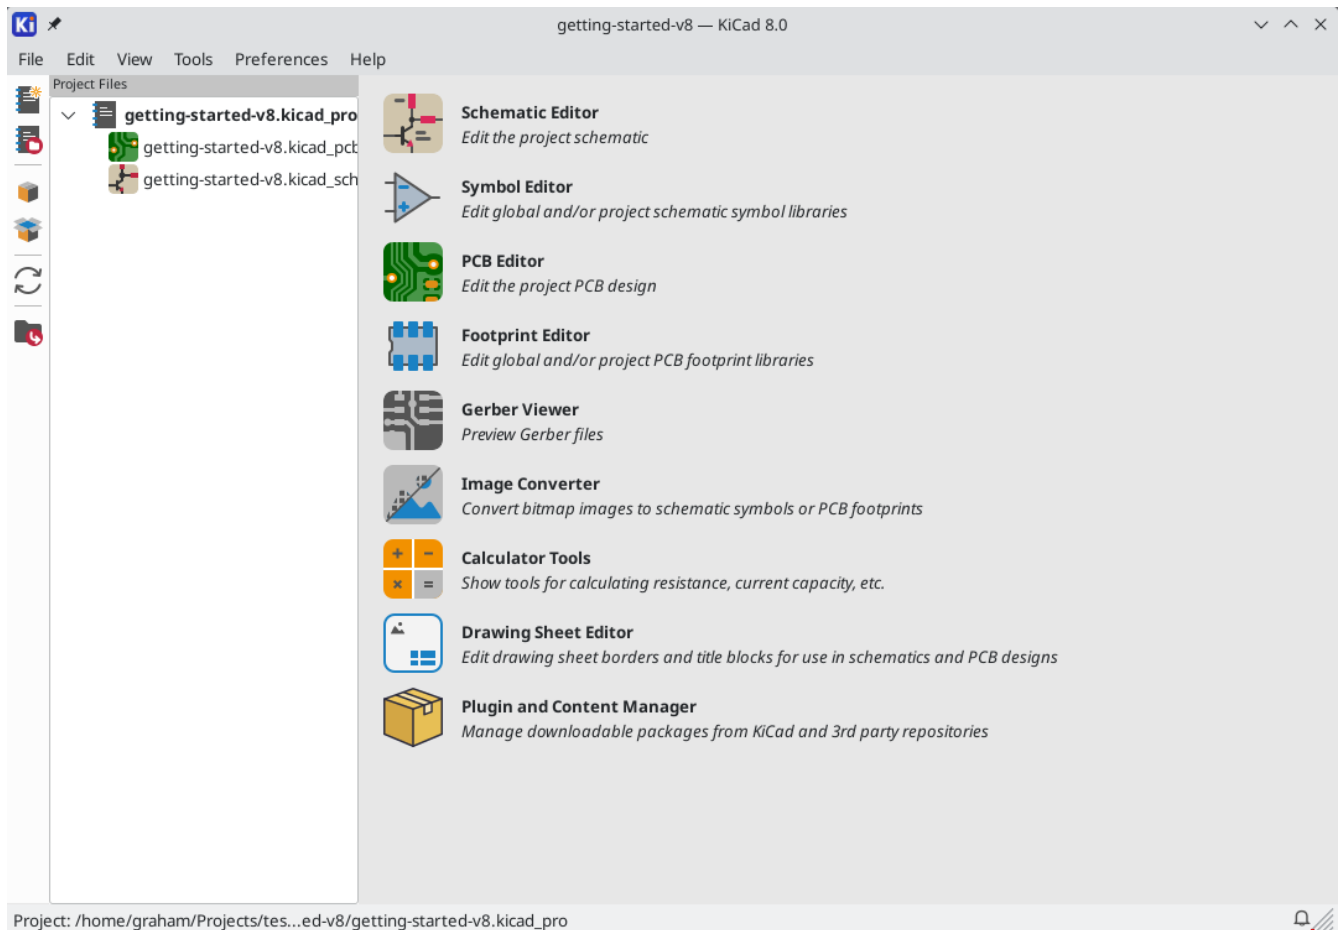 Ki
getting-started-v8 — KiCad 8.0
File Edit View Tools Preferences Help
Project Files
getting-started-v8.kicad_pro
getting-started-v8.kicad_pcb
getting-started-v8.kicad_sch
Schematic Editor
Edit the project schematic
Symbol Editor
Edit global and/or project schematic symbol libraries
PCB Editor
Edit the project PCB design
Footprint Editor
Edit global and/or project PCB footprint libraries
Gerber Viewer
Preview Gerber files
Image Converter
Convert bitmap images to schematic symbols or PCB footprints
Calculator Tools
Show tools for calculating resistance, current capacity, etc.
Drawing Sheet Editor
Edit drawing sheet borders and title blocks for use in schematics and PCB designs
Plugin and Content Manager
Manage downloadable packages from KiCad and 3rd party repositories
Project: /home/graham/Projects/tes...ed-v8/getting-started-v8.kicad_pro